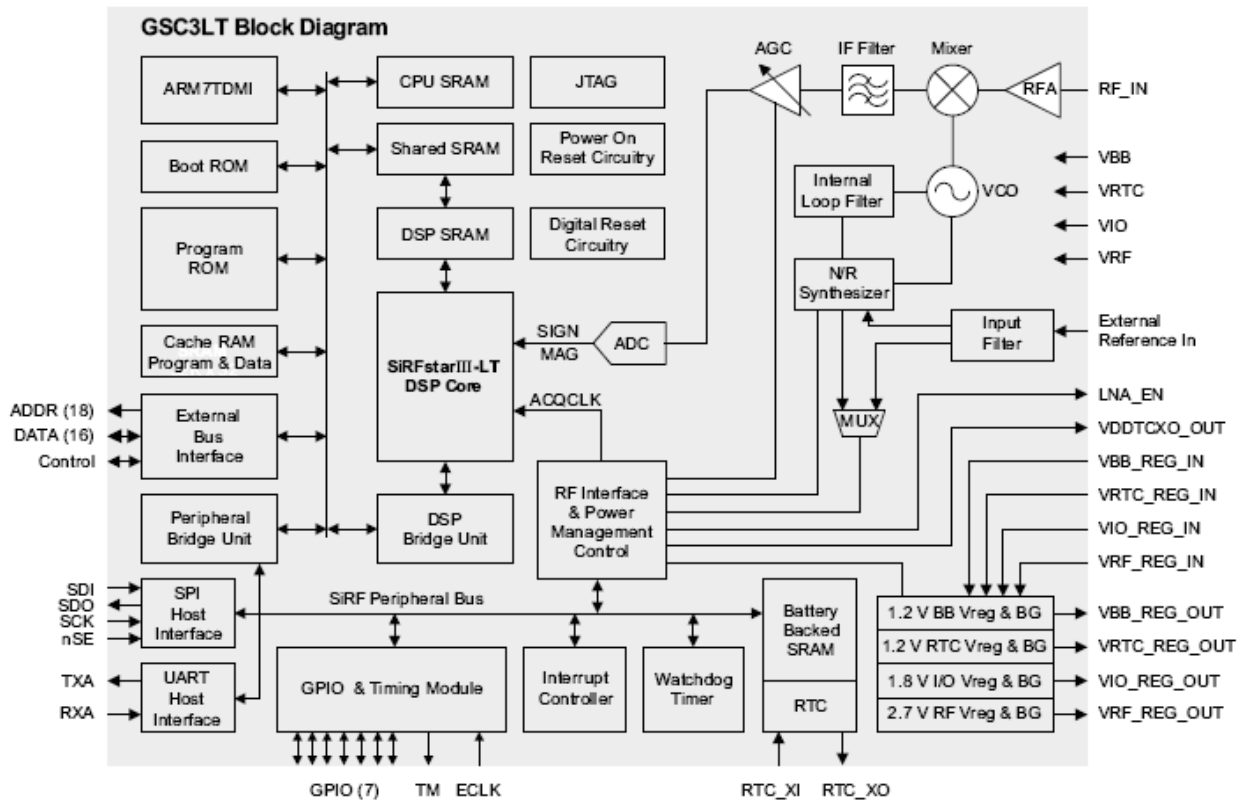 GSC3LT Block Diagram
ARM7TDMI
Boot ROM
Program
ROM
Cache RAM
Program & Data
External
Bus
Interface
Peripheral
Bridge Unit
SPI
Host
Interface
UART
Host
Interface
ADDR (18)
DATA (16)
Control
SDI
SDO
SCK
nSE
TXA
RXA
CPU SRAM
Shared SRAM
DSP SRAM
SiRFstarIII-LT
DSP Core
DSP
Bridge Unit
JTAG
Power On
Reset Circuitry
Digital Reset
Circuitry
SIGN
MAG
ADC
ACQCLK
RF Interface
& Power
Management
Control
AGC
IF Filter
Mixer
RFA
RF_IN
VBB
VRTC
VIO
VRF
Internal
Loop Filter
VCO
N/R
Synthesizer
Input
Filter
External
Reference In
MUX
LNA_EN
VDDTCXO_OUT
VBB_REG_IN
VRTC_REG_IN
VIO_REG_IN
VRF_REG_IN
SiRF Peripheral Bus
GPIO & Timing Module
Interrupt
Controller
Watchdog
Timer
Battery
Backed
SRAM
RTC
1.2 V BB Vreg & BG
1.2 V RTC Vreg & BG
1.8 V I/O Vreg & BG
2.7 V RF Vreg & BG
VBB_REG_OUT
VRTC_REG_OUT
VIO_REG_OUT
VRF_REG_OUT
GPIO (7)
TM
ECLK
RTC_XI
RTC_XO